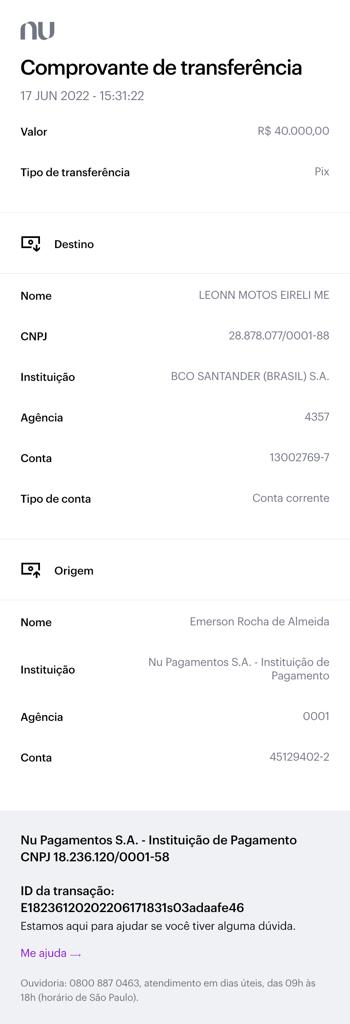 nu
Comprovante de transferência
17 JUN 2022 - 15:31:22
Valor R$ 40.000,00
Tipo de transferência Pix
Destino
Nome LEONN MOTOS EIRELI ME
CNPJ 28.878.077/0001-88
Instituição BCO SANTANDER (BRASIL) S.A.
Agência 4357
Conta 13002769-7
Tipo de conta Conta corrente
Origem
Nome Emerson Rocha de Almeida
Instituição Nu Pagamentos S.A. - Instituição de
Pagamento
Agência 0001
Conta 45129402-2
Nu Pagamentos S.A. - Instituição de Pagamento
CNPJ 18.236.120/0001-58
ID da transação:
E18236120202206171831s03adaafe46
Estamos aqui para ajudar se você tiver alguma dúvida.
Me ajuda →
Ouvidoria: 0800 887 0463, atendimento em dias úteis, das 09h às
18h (horário de São Paulo).